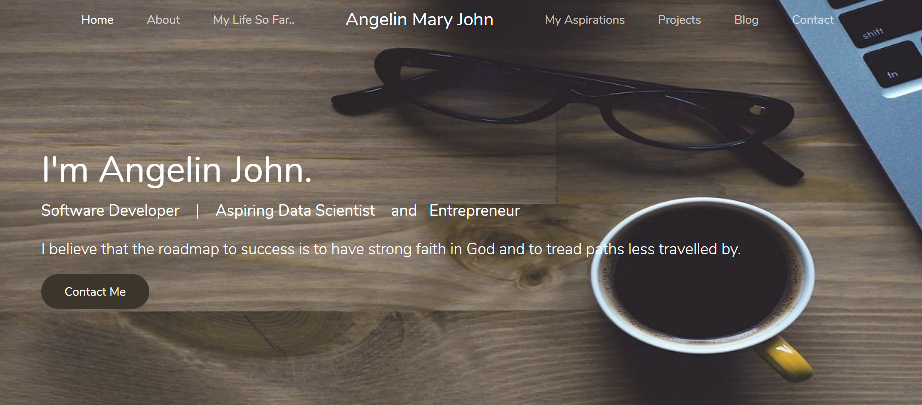 Home About My Life So Far.. Angelin Mary John My Aspirations Projects Blog Contact
shift
fn
I'm Angelin John.
Software Developer | Aspiring Data Scientist and Entrepreneur
I believe that the roadmap to success is to have strong faith in God and to tread paths less travelled by.
Contact Me